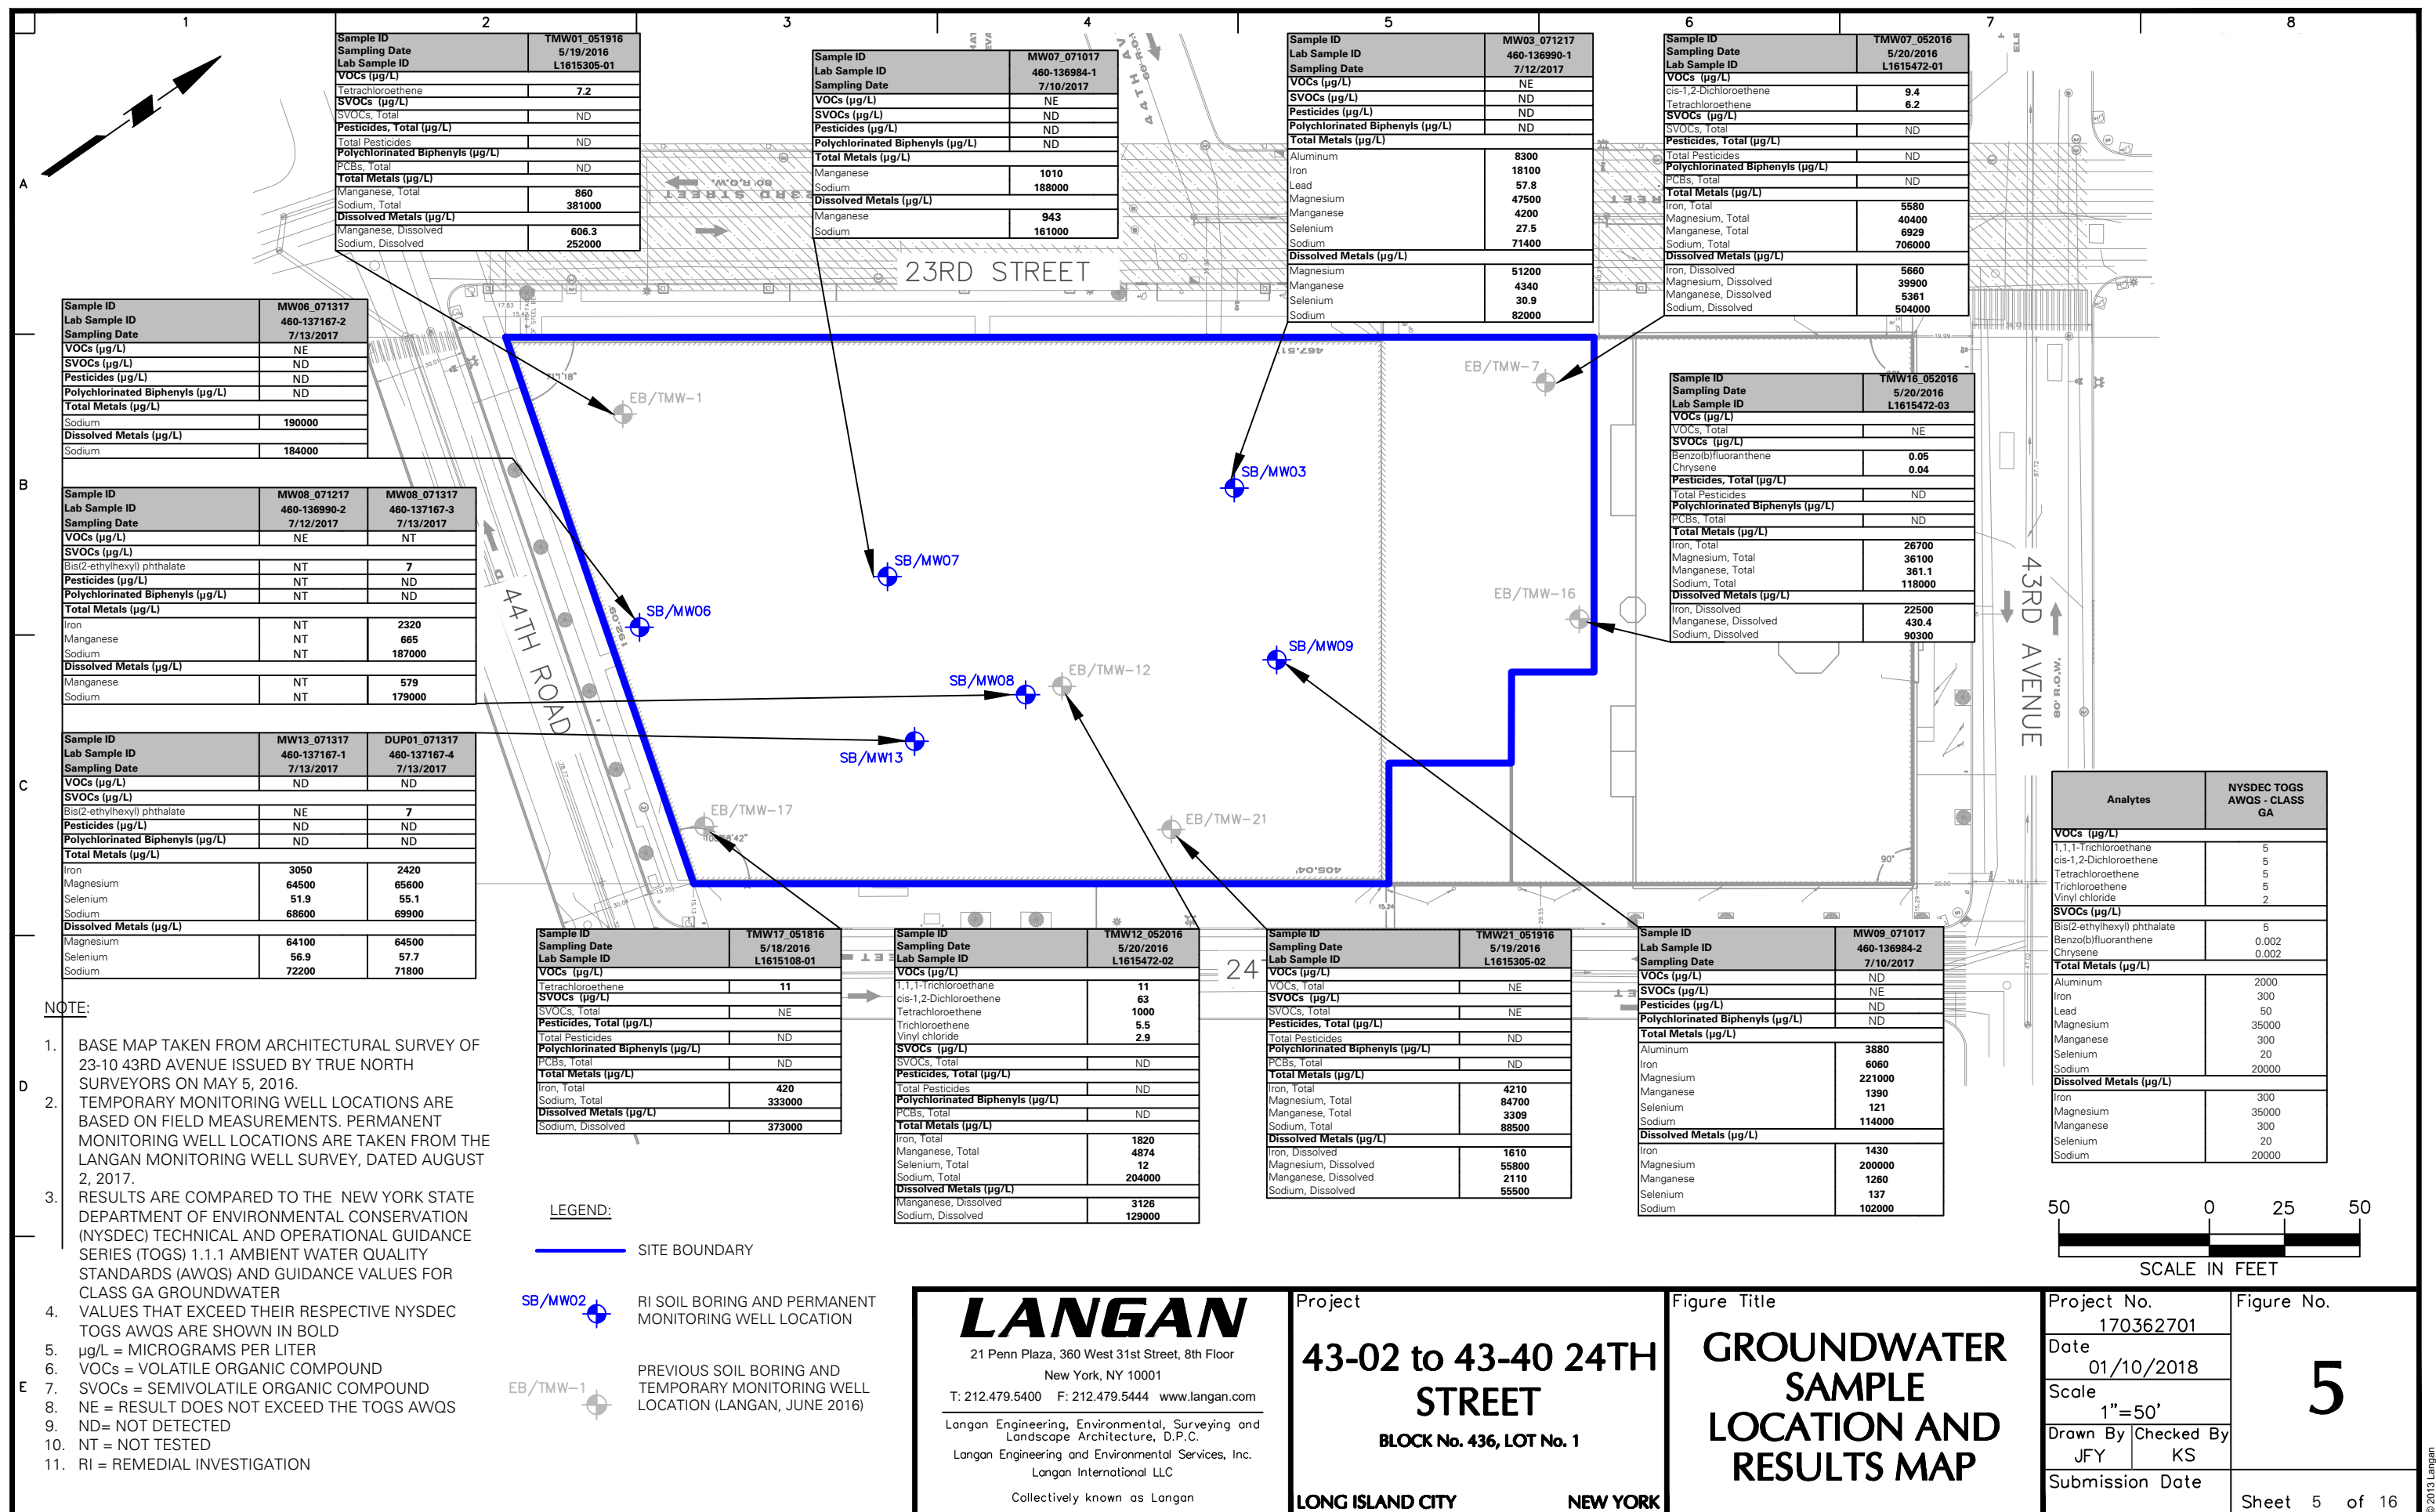 1 2 3 4 5 6 7 8
A
B
C
D
E
Sample ID TMW01_051916
Sampling Date 5/19/2016
Lab Sample ID L1615305-01
VOCs (µg/L)
Tetrachloroethene 7.2
SVOCs (µg/L)
SVOCs, Total ND
Pesticides, Total (µg/L)
Total Pesticides ND
Polychlorinated Biphenyls (µg/L)
PCBs, Total ND
Total Metals (µg/L)
Manganese, Total 860
Sodium, Total 381000
Dissolved Metals (µg/L)
Manganese, Dissolved 606.3
Sodium, Dissolved 252000
Sample ID MW07_071017
Lab Sample ID 460-136984-1
Sampling Date 7/10/2017
VOCs (µg/L) NE
SVOCs (µg/L) ND
Pesticides (µg/L) ND
Polychlorinated Biphenyls (µg/L) ND
Total Metals (µg/L)
Manganese 1010
Sodium 188000
Dissolved Metals (µg/L)
Manganese 943
Sodium 161000
Sample ID MW03_071217
Lab Sample ID 460-136990-1
Sampling Date 7/12/2017
VOCs (µg/L) NE
SVOCs (µg/L) ND
Pesticides (µg/L) ND
Polychlorinated Biphenyls (µg/L) ND
Total Metals (µg/L)
Aluminum 8300
Iron 18100
Lead 57.8
Magnesium 47500
Manganese 4200
Selenium 27.5
Sodium 71400
Dissolved Metals (µg/L)
Magnesium 51200
Manganese 4340
Selenium 30.9
Sodium 82000
Sample ID TMW07_052016
Sampling Date 5/20/2016
Lab Sample ID L1615472-01
VOCs (µg/L)
cis-1,2-Dichloroethene 9.4
Tetrachloroethene 6.2
SVOCs (µg/L)
SVOCs, Total ND
Pesticides, Total (µg/L)
Total Pesticides ND
Polychlorinated Biphenyls (µg/L)
PCBs, Total ND
Total Metals (µg/L)
Iron, Total 5580
Magnesium, Total 40400
Manganese, Total 6929
Sodium, Total 706000
Dissolved Metals (µg/L)
Iron, Dissolved 5660
Magnesium, Dissolved 39900
Manganese, Dissolved 5361
Sodium, Dissolved 504000
44TH AV
23RD STREET
80' R.O.W.
23RD STREET
Sample ID MW06_071317
Lab Sample ID 460-137167-2
Sampling Date 7/13/2017
VOCs (µg/L) NE
SVOCs (µg/L) ND
Pesticides (µg/L) ND
Polychlorinated Biphenyls (µg/L) ND
Total Metals (µg/L)
Sodium 190000
Dissolved Metals (µg/L)
Sodium 184000
Sample ID TMW16_052016
Sampling Date 5/20/2016
Lab Sample ID L1615472-03
VOCs (µg/L)
VOCs, Total NE
SVOCs (µg/L)
Benzo(b)fluoranthene 0.05
Chrysene 0.04
Pesticides, Total (µg/L)
Total Pesticides ND
Polychlorinated Biphenyls (µg/L)
PCBs, Total ND
Total Metals (µg/L)
Iron, Total 26700
Magnesium, Total 36100
Manganese, Total 361.1
Sodium, Total 118000
Dissolved Metals (µg/L)
Iron, Dissolved 22500
Manganese, Dissolved 430.4
Sodium, Dissolved 90300
EB/TMW-1
EB/TMW-7
SB/MW03
SB/MW07
EB/TMW-16
SB/MW06
SB/MW09
EB/TMW-12
SB/MW08
SB/MW13
EB/TMW-17
EB/TMW-21
467.51'
192.09'
405.04'
90°
44TH ROAD
43RD AVENUE
80' R.O.W.
Sample ID MW08_071217 MW08_071317
Lab Sample ID 460-136990-2 460-137167-3
Sampling Date 7/12/2017 7/13/2017
VOCs (µg/L) NE NT
SVOCs (µg/L)
Bis(2-ethylhexyl) phthalate NT 7
Pesticides (µg/L) NT ND
Polychlorinated Biphenyls (µg/L) NT ND
Total Metals (µg/L)
Iron NT 2320
Manganese NT 665
Sodium NT 187000
Dissolved Metals (µg/L)
Manganese NT 579
Sodium NT 179000
Sample ID MW13_071317 DUP01_071317
Lab Sample ID 460-137167-1 460-137167-4
Sampling Date 7/13/2017 7/13/2017
VOCs (µg/L) ND ND
SVOCs (µg/L)
Bis(2-ethylhexyl) phthalate NE 7
Pesticides (µg/L) ND ND
Polychlorinated Biphenyls (µg/L) ND ND
Total Metals (µg/L)
Iron 3050 2420
Magnesium 64500 65600
Selenium 51.9 55.1
Sodium 68600 69900
Dissolved Metals (µg/L)
Magnesium 64100 64500
Selenium 56.9 57.7
Sodium 72200 71800
Sample ID TMW17_051816
Sampling Date 5/18/2016
Lab Sample ID L1615108-01
VOCs (µg/L)
Tetrachloroethene 11
SVOCs (µg/L)
SVOCs, Total NE
Pesticides, Total (µg/L)
Total Pesticides ND
Polychlorinated Biphenyls (µg/L)
PCBs, Total ND
Total Metals (µg/L)
Iron, Total 420
Sodium, Total 333000
Dissolved Metals (µg/L)
Sodium, Dissolved 373000
Sample ID TMW12_052016
Sampling Date 5/20/2016
Lab Sample ID L1615472-02
VOCs (µg/L)
1,1,1-Trichloroethane 11
cis-1,2-Dichloroethene 63
Tetrachloroethene 1000
Trichloroethene 5.5
Vinyl chloride 2.9
SVOCs (µg/L)
SVOCs, Total ND
Pesticides, Total (µg/L)
Total Pesticides ND
Polychlorinated Biphenyls (µg/L)
PCBs, Total ND
Total Metals (µg/L)
Iron, Total 1820
Manganese, Total 4874
Selenium, Total 12
Sodium, Total 204000
Dissolved Metals (µg/L)
Manganese, Dissolved 3126
Sodium, Dissolved 129000
24
Sample ID TMW21_051916
Sampling Date 5/19/2016
Lab Sample ID L1615305-02
VOCs (µg/L)
VOCs, Total NE
SVOCs (µg/L)
SVOCs, Total NE
Pesticides, Total (µg/L)
Total Pesticides ND
Polychlorinated Biphenyls (µg/L)
PCBs, Total ND
Total Metals (µg/L)
Iron, Total 4210
Magnesium, Total 84700
Manganese, Total 3309
Sodium, Total 88500
Dissolved Metals (µg/L)
Iron, Dissolved 1610
Magnesium, Dissolved 55800
Manganese, Dissolved 2110
Sodium, Dissolved 55500
Sample ID MW09_071017
Lab Sample ID 460-136984-2
Sampling Date 7/10/2017
VOCs (µg/L) ND
SVOCs (µg/L) NE
Pesticides (µg/L) ND
Polychlorinated Biphenyls (µg/L) ND
Total Metals (µg/L)
Aluminum 3880
Iron 6060
Magnesium 221000
Manganese 1390
Selenium 121
Sodium 114000
Dissolved Metals (µg/L)
Iron 1430
Magnesium 200000
Manganese 1260
Selenium 137
Sodium 102000
Analytes NYSDEC TOGS AWQS - CLASS GA
VOCs (µg/L)
1,1,1-Trichloroethane 5
cis-1,2-Dichloroethene 5
Tetrachloroethene 5
Trichloroethene 5
Vinyl chloride 2
SVOCs (µg/L)
Bis(2-ethylhexyl) phthalate 5
Benzo(b)fluoranthene 0.002
Chrysene 0.002
Total Metals (µg/L)
Aluminum 2000
Iron 300
Lead 50
Magnesium 35000
Manganese 300
Selenium 20
Sodium 20000
Dissolved Metals (µg/L)
Iron 300
Magnesium 35000
Manganese 300
Selenium 20
Sodium 20000
50 0 25 50
SCALE IN FEET
NOTE:
1. BASE MAP TAKEN FROM ARCHITECTURAL SURVEY OF
23-10 43RD AVENUE ISSUED BY TRUE NORTH
SURVEYORS ON MAY 5, 2016.
2. TEMPORARY MONITORING WELL LOCATIONS ARE
BASED ON FIELD MEASUREMENTS. PERMANENT
MONITORING WELL LOCATIONS ARE TAKEN FROM THE
LANGAN MONITORING WELL SURVEY, DATED AUGUST
2, 2017.
3. RESULTS ARE COMPARED TO THE NEW YORK STATE
DEPARTMENT OF ENVIRONMENTAL CONSERVATION
(NYSDEC) TECHNICAL AND OPERATIONAL GUIDANCE
SERIES (TOGS) 1.1.1 AMBIENT WATER QUALITY
STANDARDS (AWQS) AND GUIDANCE VALUES FOR
CLASS GA GROUNDWATER
4. VALUES THAT EXCEED THEIR RESPECTIVE NYSDEC
TOGS AWQS ARE SHOWN IN BOLD
5. µg/L = MICROGRAMS PER LITER
6. VOCs = VOLATILE ORGANIC COMPOUND
7. SVOCs = SEMIVOLATILE ORGANIC COMPOUND
8. NE = RESULT DOES NOT EXCEED THE TOGS AWQS
9. ND= NOT DETECTED
10. NT = NOT TESTED
11. RI = REMEDIAL INVESTIGATION
LEGEND:
SITE BOUNDARY
SB/MW02 RI SOIL BORING AND PERMANENT
MONITORING WELL LOCATION
EB/TMW-1 PREVIOUS SOIL BORING AND
TEMPORARY MONITORING WELL
LOCATION (LANGAN, JUNE 2016)
LANGAN
21 Penn Plaza, 360 West 31st Street, 8th Floor
New York, NY 10001
T: 212.479.5400 F: 212.479.5444 www.langan.com
Langan Engineering, Environmental, Surveying and
Landscape Architecture, D.P.C.
Langan Engineering and Environmental Services, Inc.
Langan International LLC
Collectively known as Langan
Project
43-02 to 43-40 24TH
STREET
BLOCK No. 436, LOT No. 1
LONG ISLAND CITY NEW YORK
Figure Title
GROUNDWATER
SAMPLE
LOCATION AND
RESULTS MAP
Project No.
170362701
Date
01/10/2018
Scale
1"=50'
Drawn By Checked By
JFY KS
Submission Date
Figure No.
5
Sheet 5 of 16